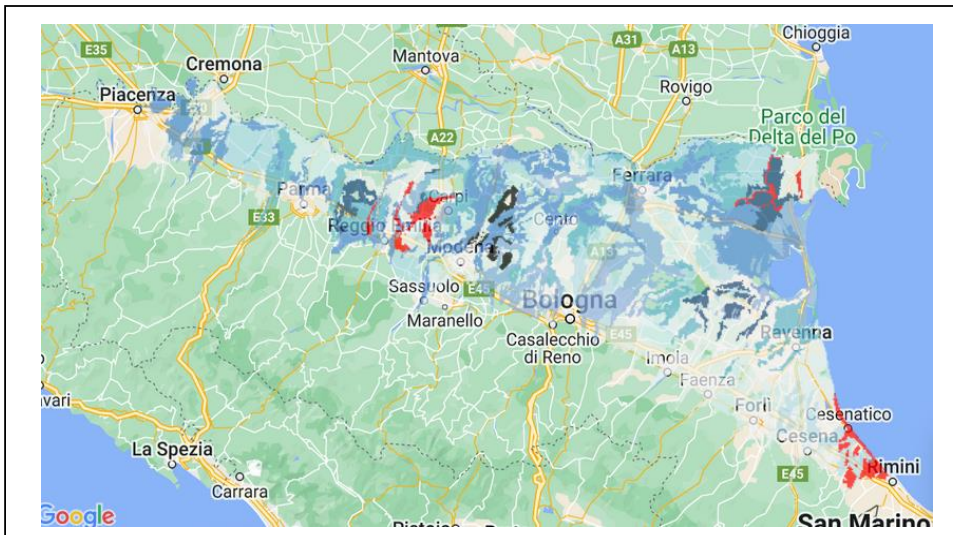 Chioggia
E35
Mantova
A31
A13
Cremona
Rovigo
Piacenza
Parco del
Delta del Po
A22
Ferrara
Parma
Carpi
E33
Cento
Reggio Emilia
A13
Modena
Sassuolo
E45
Bologna
Maranello
Ravenna
Casalecchio
di Reno
E45
Imola
Faenza
vari
Forlì
Cesenatico
Cesena
La Spezia
E45
Rimini
Carrara
Google
San Marino